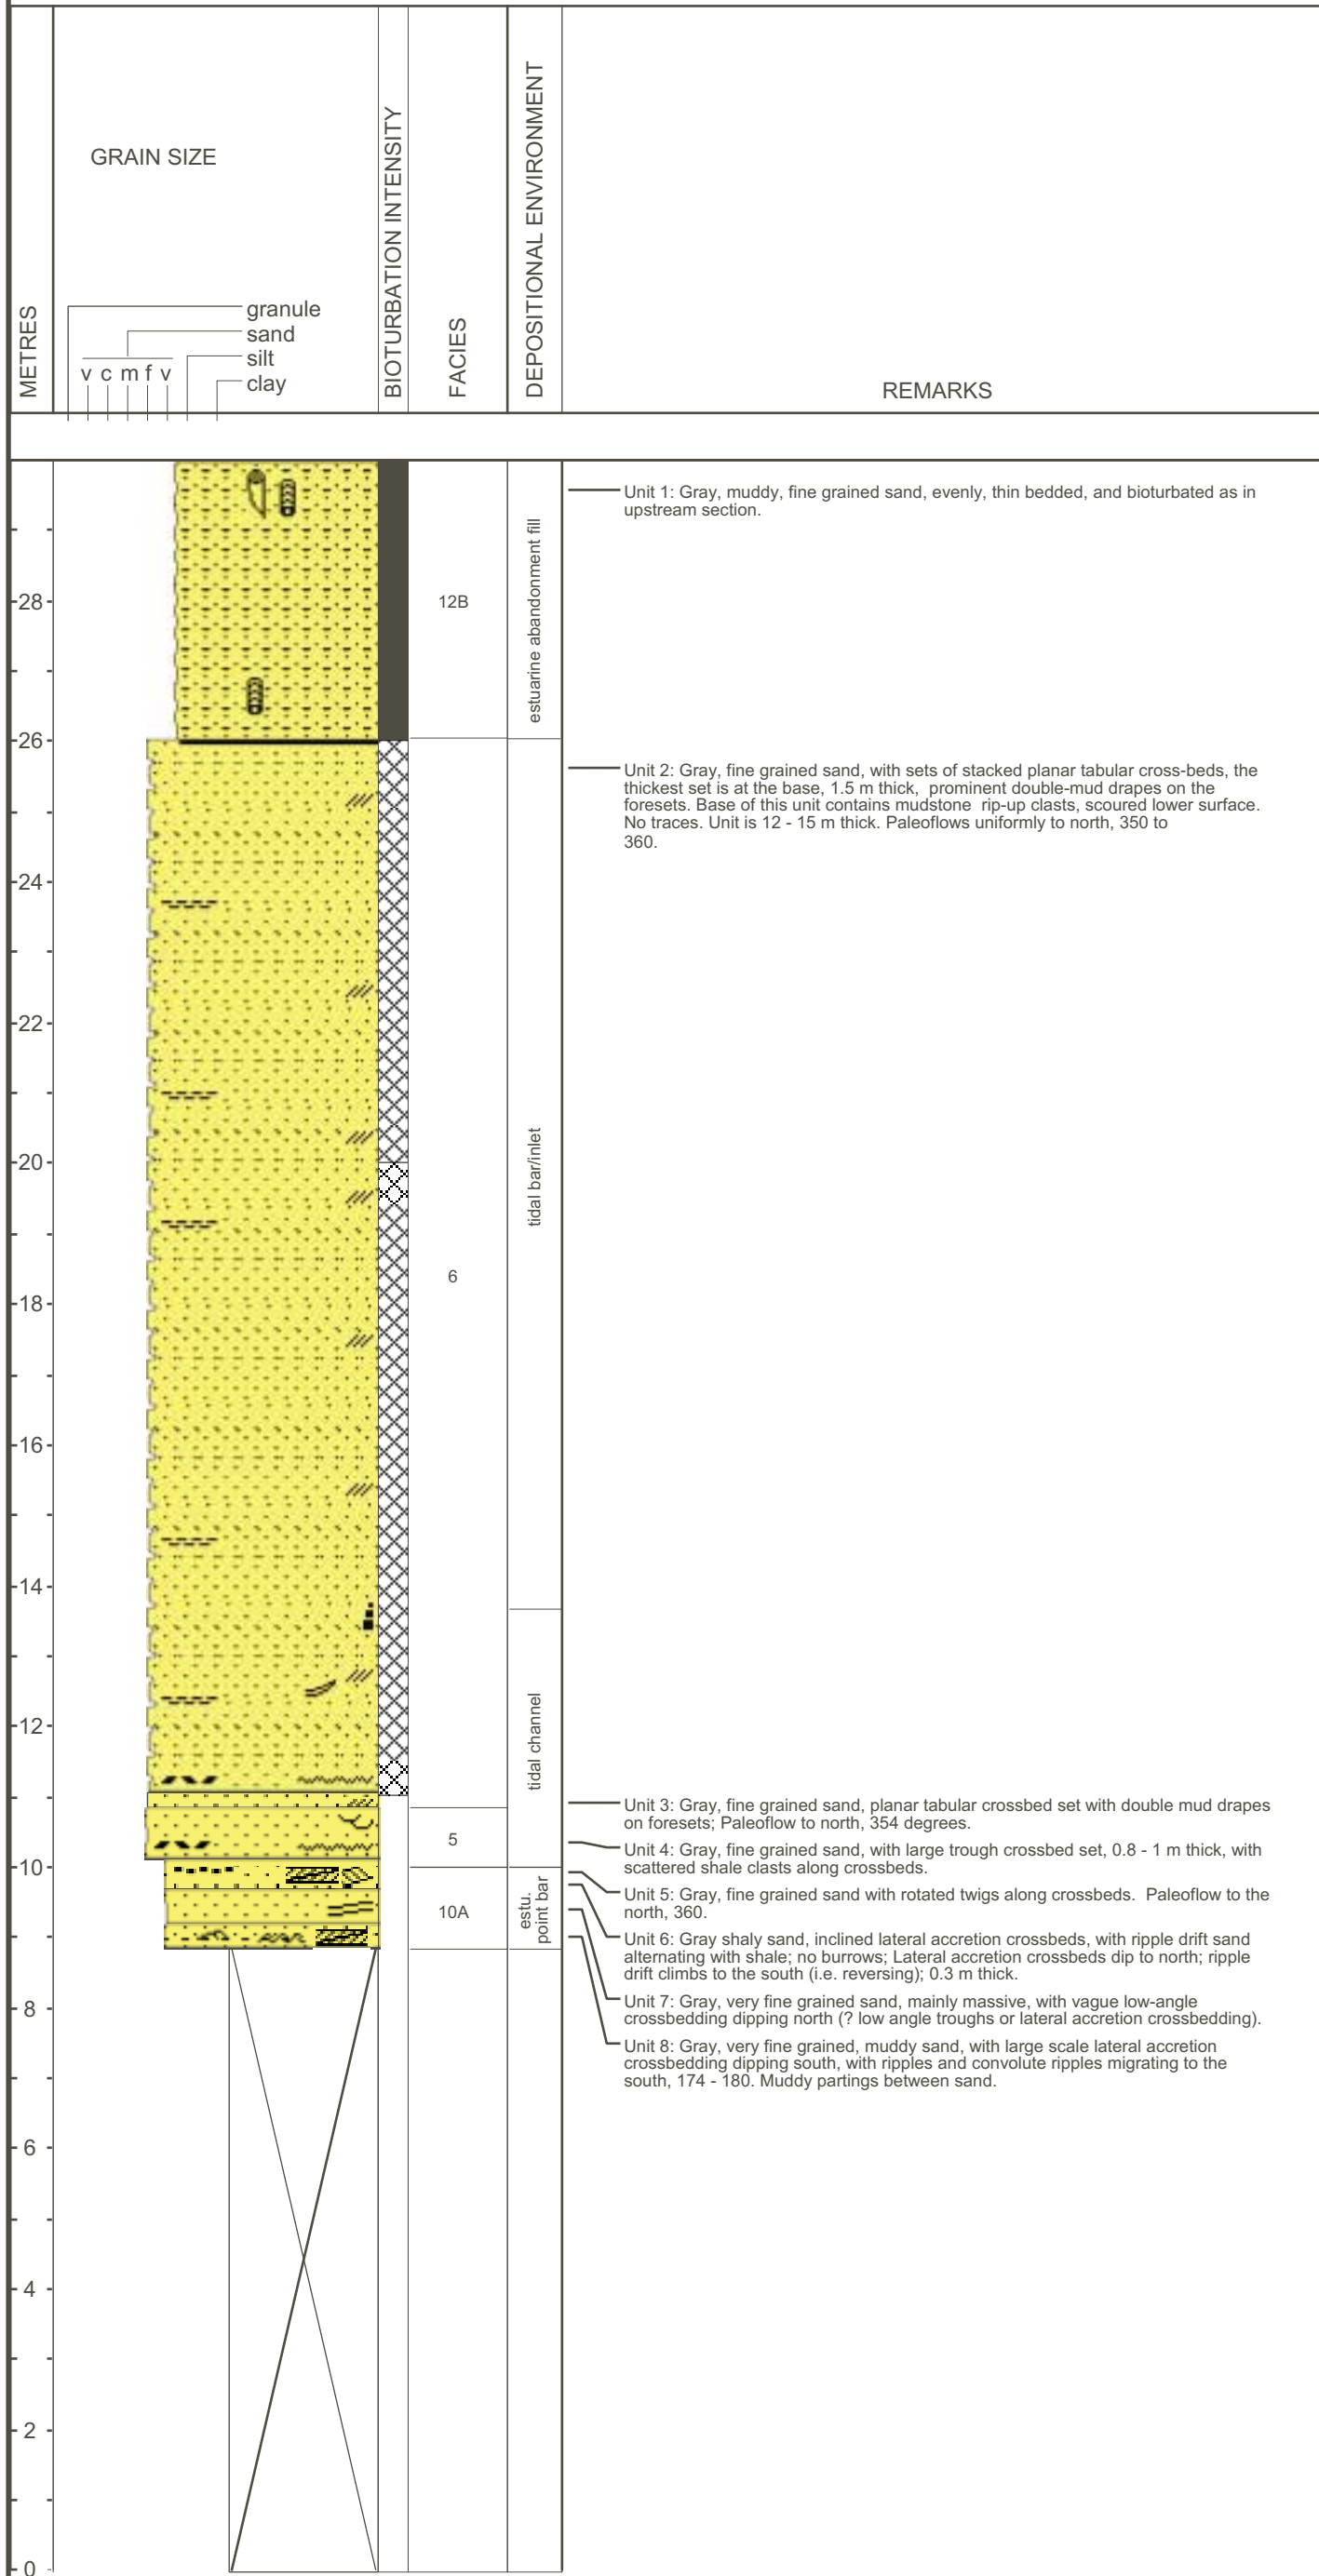 METRES
GRAIN SIZE
granule
sand
silt
clay
v c m f v
BIOTURBATION INTENSITY
FACIES
DEPOSITIONAL ENVIRONMENT
REMARKS
Unit 1: Gray, muddy, fine grained sand, evenly, thin bedded, and bioturbated as in
upstream section.
28
12B
estuarine abandonment fill
26
Unit 2: Gray, fine grained sand, with sets of stacked planar tabular cross-beds, the
thickest set is at the base, 1.5 m thick, prominent double-mud drapes on the
foresets. Base of this unit contains mudstone rip-up clasts, scoured lower surface.
No traces. Unit is 12 - 15 m thick. Paleoflows uniformly to north, 350 to
360.
24
22
20
tidal bar/inlet
6
18
16
14
12
tidal channel
Unit 3: Gray, fine grained sand, planar tabular crossbed set with double mud drapes
on foresets; Paleoflow to north, 354 degrees.
5
Unit 4: Gray, fine grained sand, with large trough crossbed set, 0.8 - 1 m thick, with
scattered shale clasts along crossbeds.
10
Unit 5: Gray, fine grained sand with rotated twigs along crossbeds. Paleoflow to the
north, 360.
10A
estu.
point bar
Unit 6: Gray shaly sand, inclined lateral accretion crossbeds, with ripple drift sand
alternating with shale; no burrows; Lateral accretion crossbeds dip to north; ripple
drift climbs to the south (i.e. reversing); 0.3 m thick.
8
Unit 7: Gray, very fine grained sand, mainly massive, with vague low-angle
crossbedding dipping north (? low angle troughs or lateral accretion crossbedding).
Unit 8: Gray, very fine grained, muddy sand, with large scale lateral accretion
crossbedding dipping south, with ripples and convolute ripples migrating to the
south, 174 - 180. Muddy partings between sand.
6
4
2
0